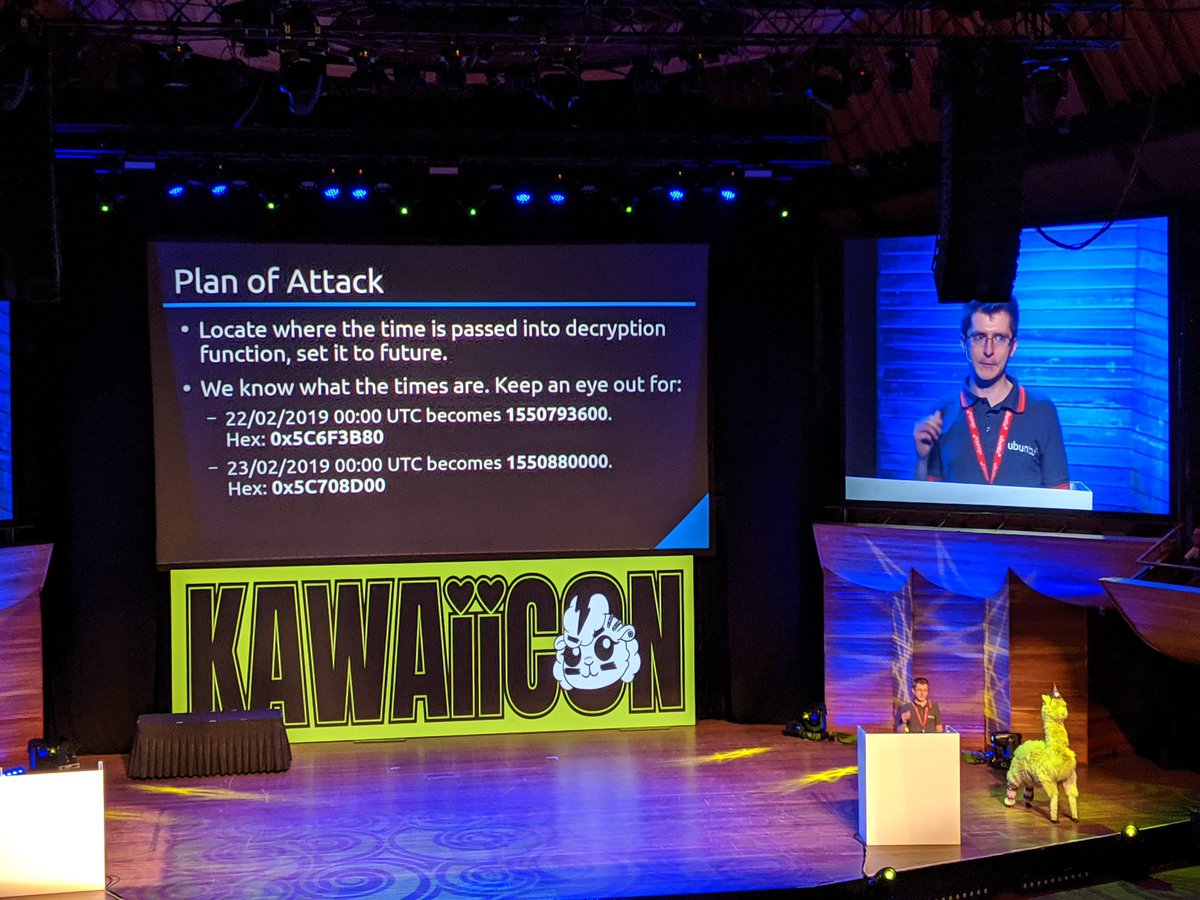 Plan of Attack
• Locate where the time is passed into decryption
function, set it to future.
• We know what the times are. Keep an eye out for:
– 22/02/2019 00:00 UTC becomes 1550793600.
Hex: 0x5C6F3B80
– 23/02/2019 00:00 UTC becomes 1550880000.
Hex: 0x5C708D00
KAWAiiCON
ubuntu